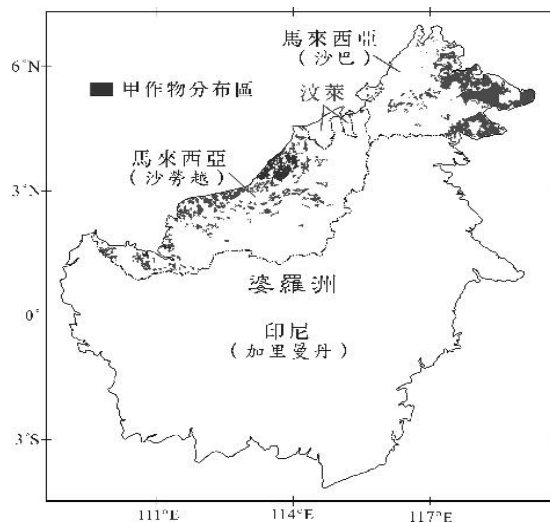 馬來西亞
(沙巴)
6°N
甲作物分布區
汶萊
馬來西亞
(沙勞越)
3°N
婆羅洲
0°
印尼
(加里曼丹)
3°S
111°E
114°E
117°E